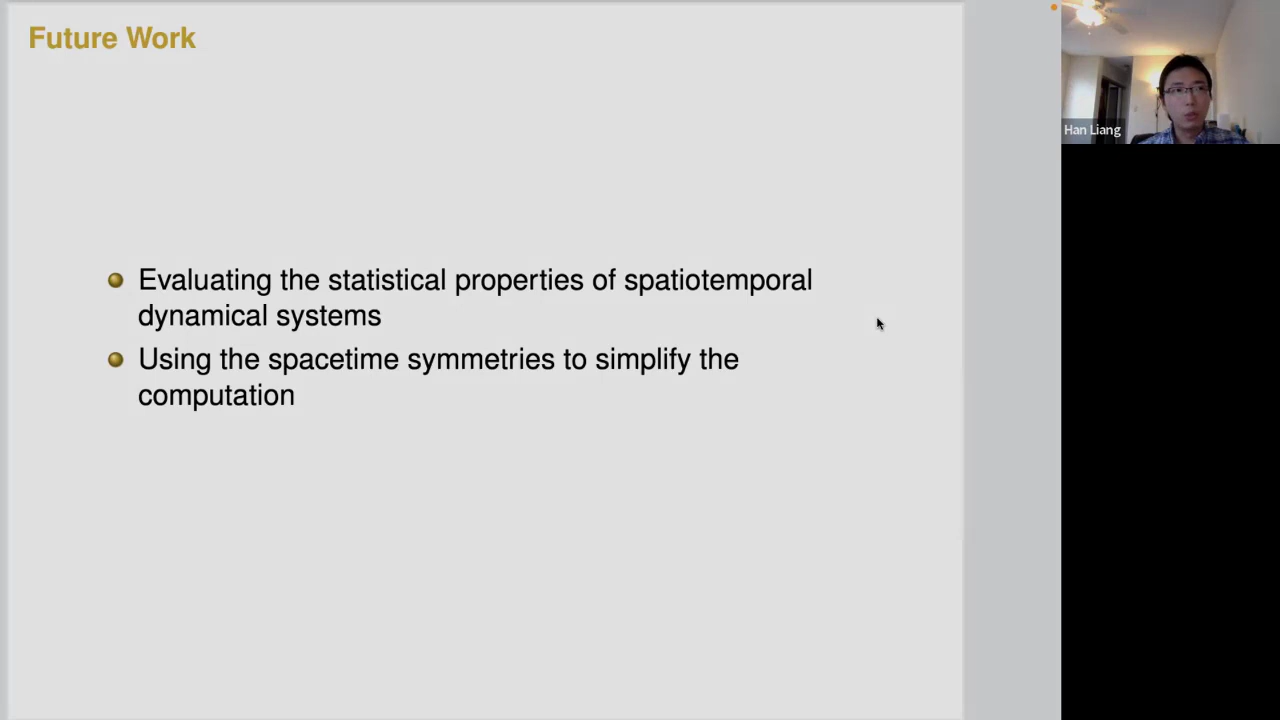 Future Work
Han Liang
Evaluating the statistical properties of spatiotemporal
dynamical systems
Using the spacetime symmetries to simplify the
computation